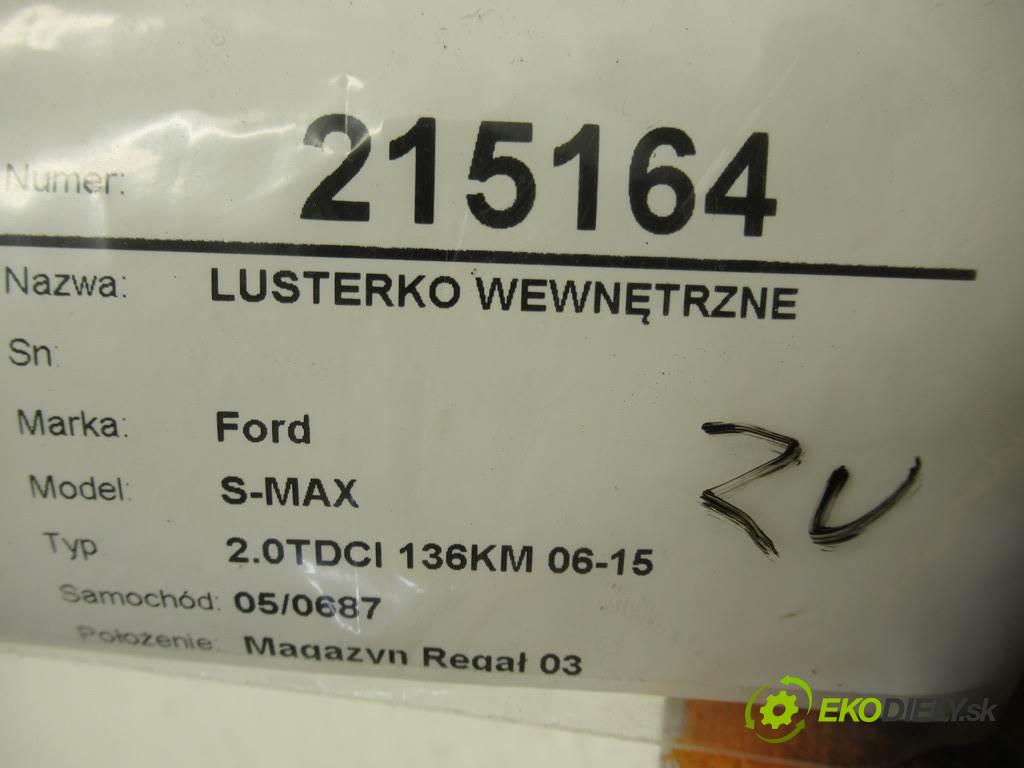 Numer: 215164
Nazwa: LUSTERKO WEWNĘTRZNE
Sn:
Marka: Ford
Model: S-MAX
Typ 2.0TDCI 136KM 06-15
Samochód: 05/0687
Położenie: Magazyn Regał 03
EKODIELY.sk